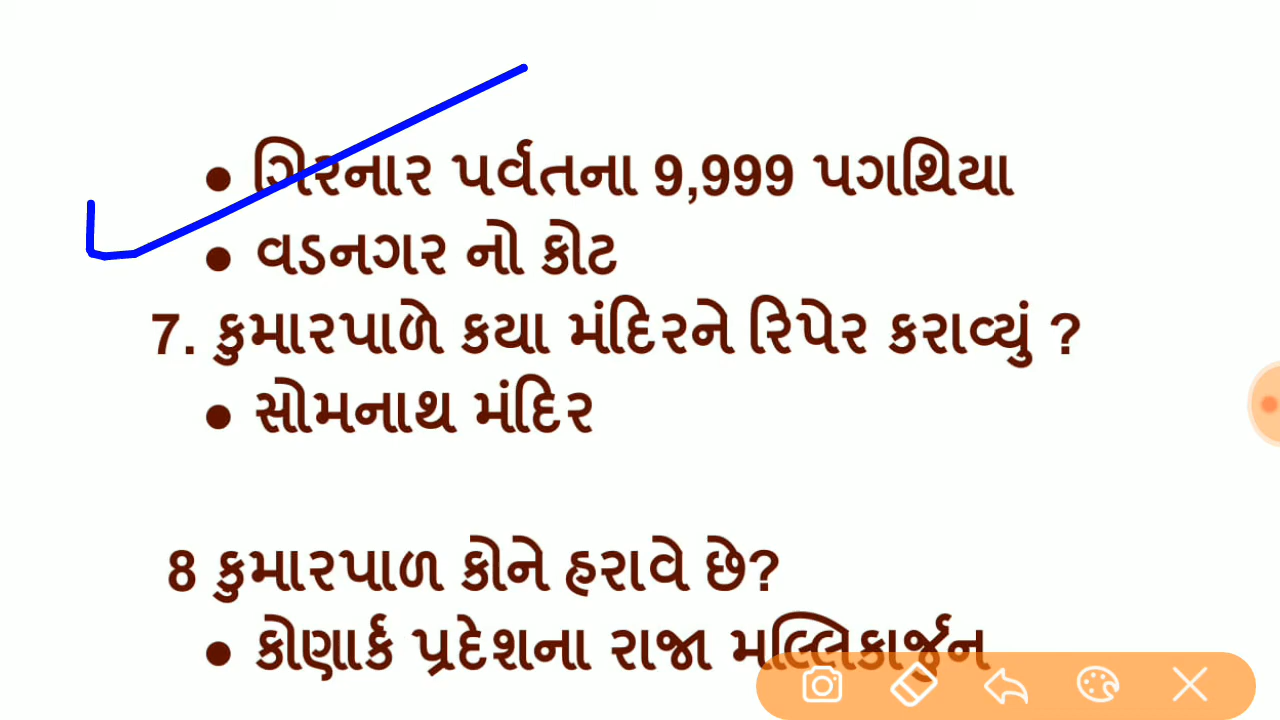 • ગિરનાર પર્વતના 9,999 પગથિયા
• વડનગર નો કોટ
7. કુમારપાળે કયા મંદિરને રિપેર કરાવ્યું ?
• સોમનાથ મંદિર
8 કુમારપાળ કોને હરાવે છે?
• કોણાર્ક પ્રદેશના રાજા મલ્લિકાર્જુન